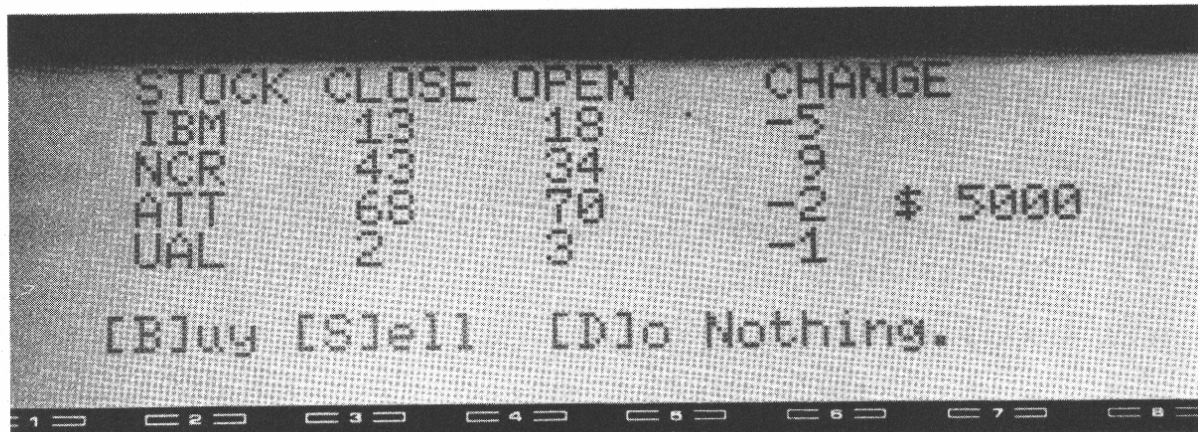 STOCK CLOSE OPEN CHANGE
IBM 13 18 -5
NCR 43 34 9
ATT 68 70 -2 $ 5000
UAL 2 3 -1
[B]uy [S]ell [D]o Nothing.
1 2 3 4 5 6 7 8